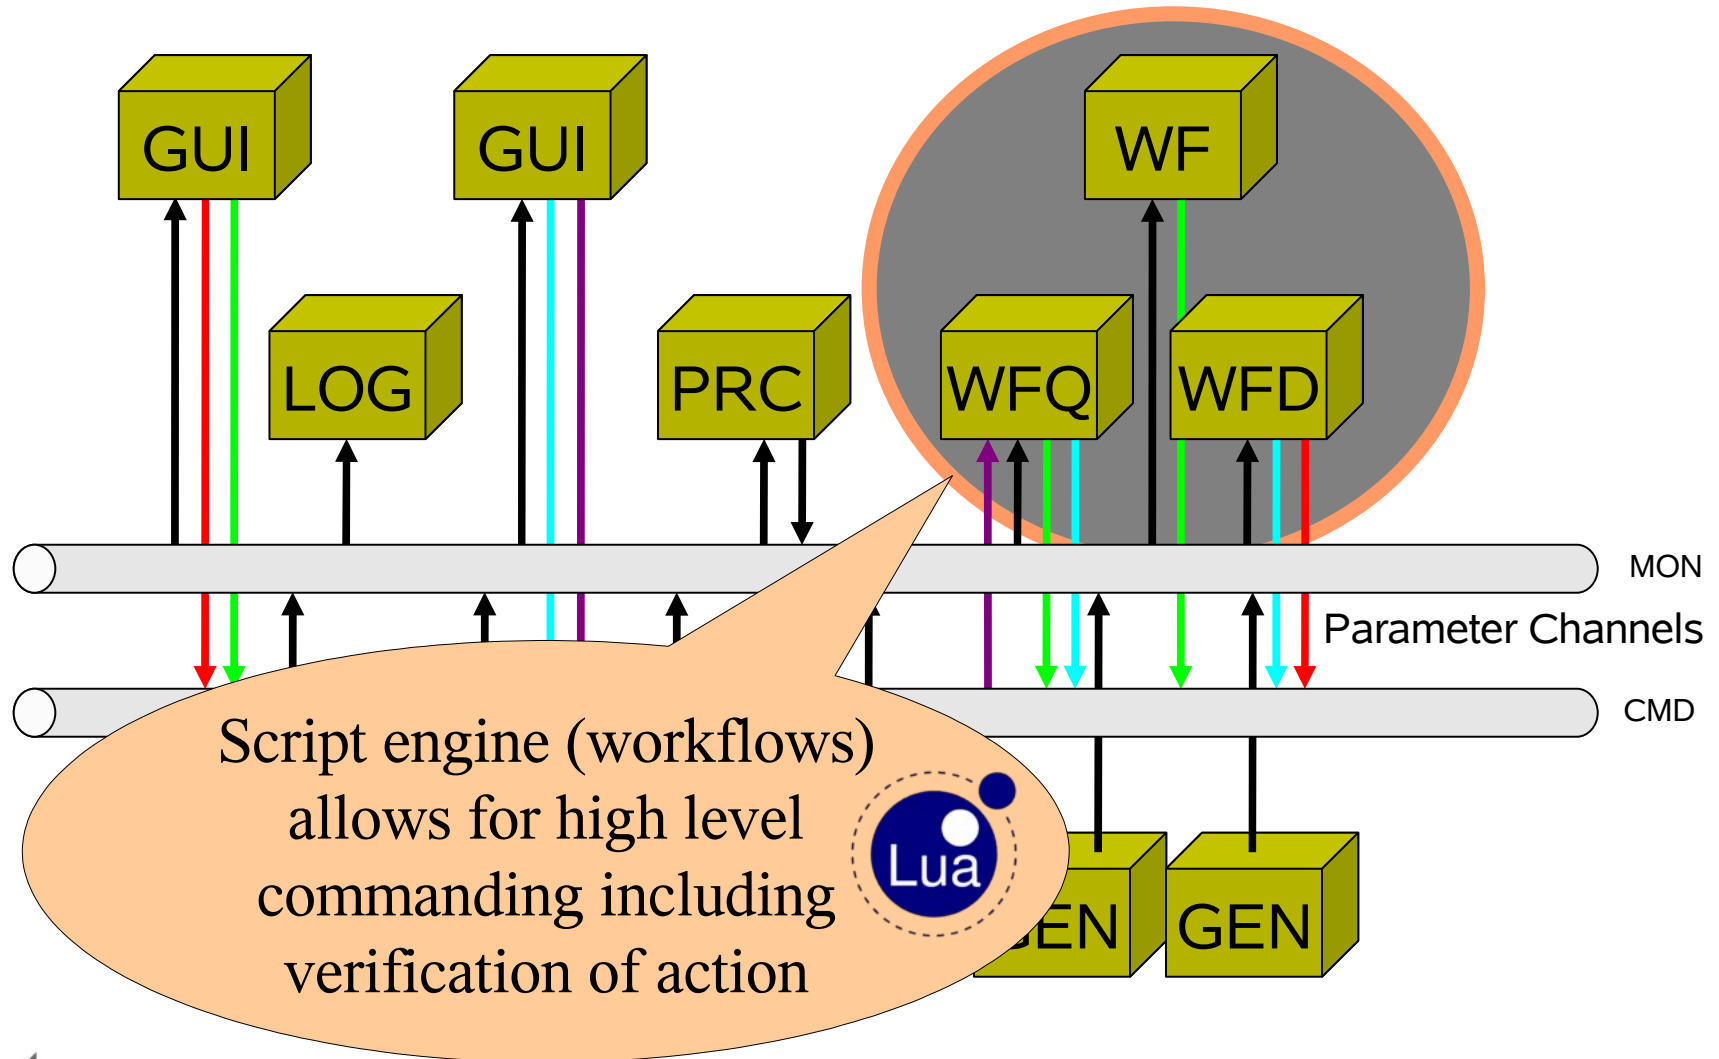 GUI
GUI
WF
LOG
PRC
WFQ
WFD
MON
Parameter Channels
CMD
Script engine (workflows)
allows for high level
commanding including
verification of action
Lua
GEN
GEN